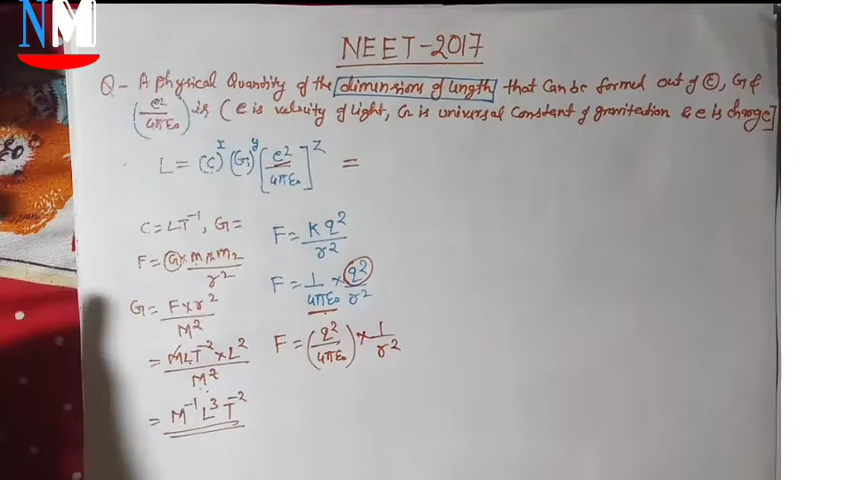 NM
NEET-2017
Q- A Physical Quantity of the dimensions of length that can be formed out of C, G &
(e²/4πε₀) is (c is velocity of light, G is universal constant of gravitation & e is charge]
L = (C)ˣ (G)ʸ [e²/4πε₀]ᶻ =
C = LT⁻¹, G =
F = G × m₁m₂/r²
G = F×r²/M²
= MLT⁻² × L²/M²
= M⁻¹ L³ T⁻²
F = Kq²/r²
F = 1/4πε₀ × q²/r²
F = (q²/4πε₀) × 1/r²